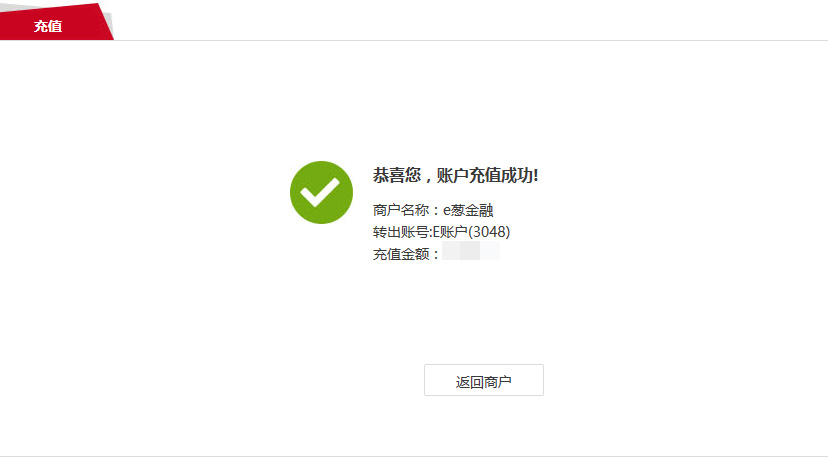 充值
恭喜您，账户充值成功!
商户名称：e葱金融
转出账号:E账户(3048)
充值金额：
返回商户